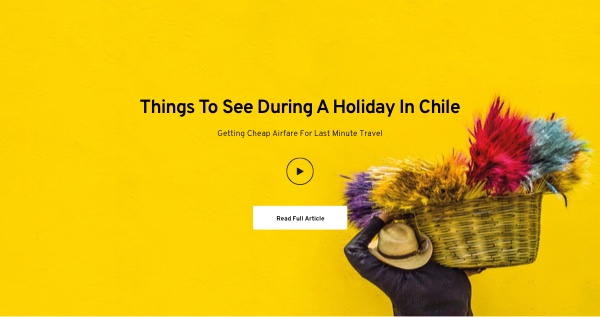 Things To See During A Holiday In Chile
Getting Cheap Airfare For Last Minute Travel
Read Full Article